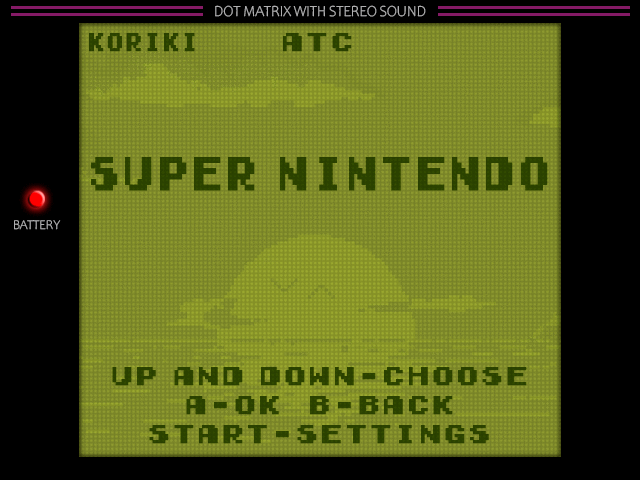 DOT MATRIX WITH STEREO SOUND
KORIKI ATC
SUPER NINTENDO
BATTERY
UP AND DOWN-CHOOSE
A-OK B-BACK
START-SETTINGS